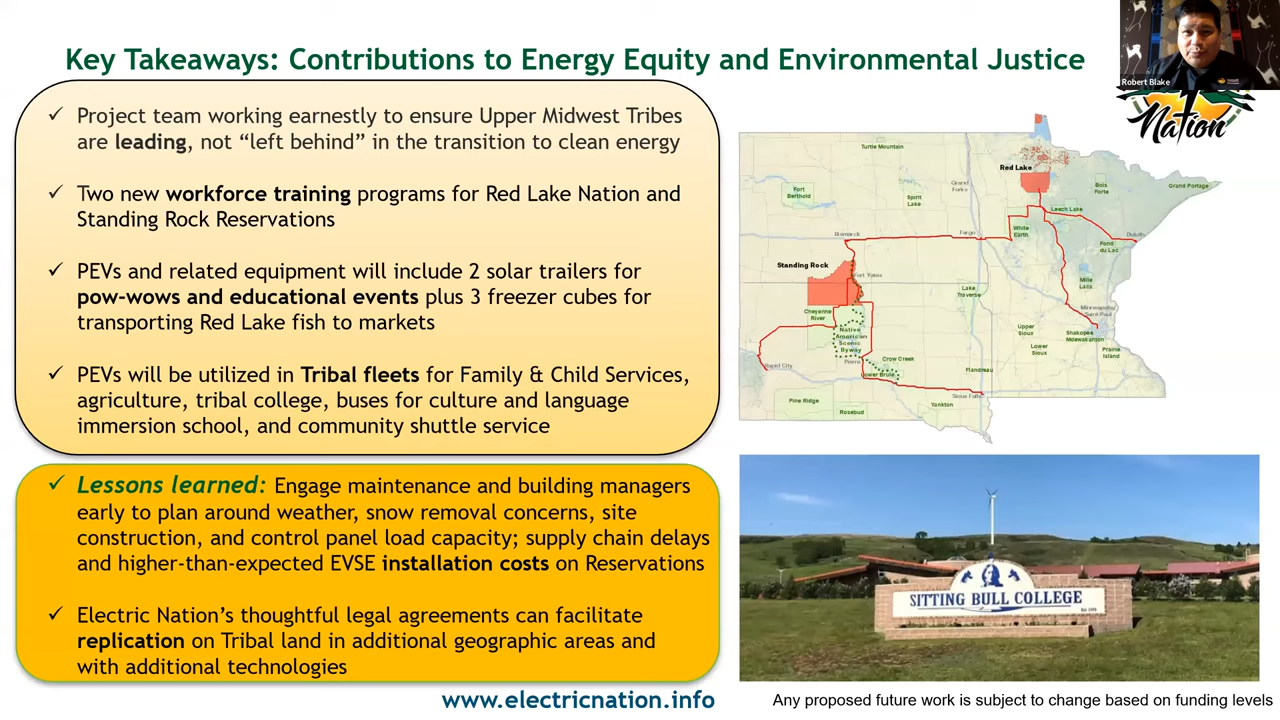 Key Takeaways: Contributions to Energy Equity and Environmental Justice
Robert Blake
Nation
✓ Project team working earnestly to ensure Upper Midwest Tribes
are leading, not “left behind” in the transition to clean energy
✓ Two new workforce training programs for Red Lake Nation and
Standing Rock Reservations
✓ PEVs and related equipment will include 2 solar trailers for
pow-wows and educational events plus 3 freezer cubes for
transporting Red Lake fish to markets
✓ PEVs will be utilized in Tribal fleets for Family & Child Services,
agriculture, tribal college, buses for culture and language
immersion school, and community shuttle service
✓ Lessons learned: Engage maintenance and building managers
early to plan around weather, snow removal concerns, site
construction, and control panel load capacity; supply chain delays
and higher-than-expected EVSE installation costs on Reservations
✓ Electric Nation’s thoughtful legal agreements can facilitate
replication on Tribal land in additional geographic areas and
with additional technologies
www.electricnation.info
Turtle Mountain
Red Lake
Fort
Berthold
Spirit
Lake
Grand
Forks
Bois
Forte
Grand Portage
Leech Lake
White
Earth
Bismarck
Fargo
Duluth
Fond
du Lac
Standing Rock
Fort Yates
Mille
Lacs
Lake
Traverse
Cheyenne
River
Native
American
Scenic
Byway
Minneapolis/
Saint Paul
Upper
Sioux
Shakopee
Mdewakanton
Lower
Sioux
Prairie
Island
Pierre
Crow Creek
Rapid City
Lower Brule
Flandreau
Sioux Falls
Pine Ridge
Rosebud
Yankton
SITTING BULL COLLEGE
Any proposed future work is subject to change based on funding levels